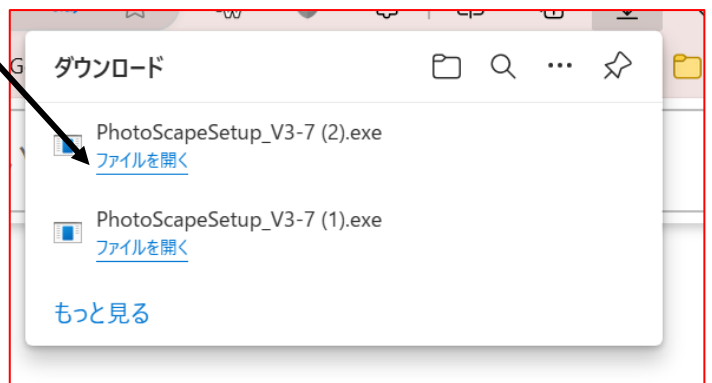 G
ダウンロード
PhotoScapeSetup_V3-7 (2).exe
ファイルを開く
PhotoScapeSetup_V3-7 (1).exe
ファイルを開く
もっと見る